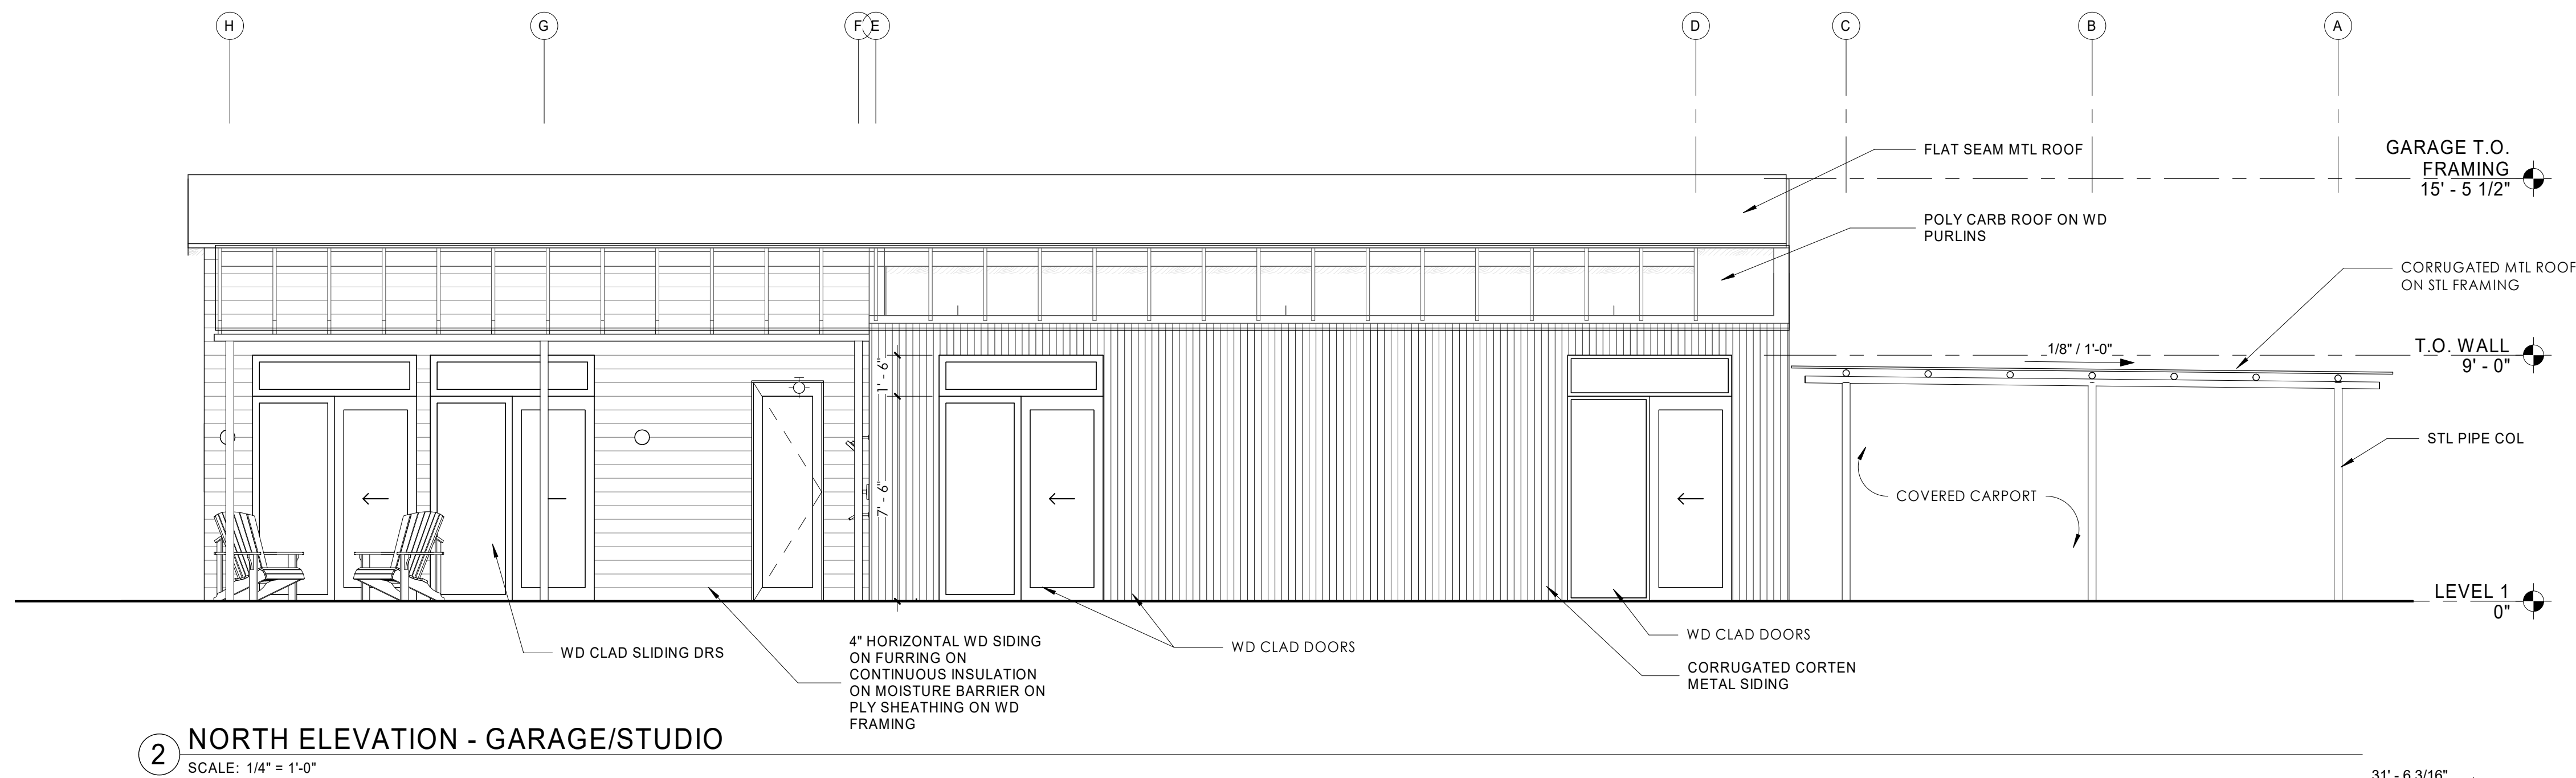 H
G
F
E
D
C
B
A
FLAT SEAM MTL ROOF
GARAGE T.O.
FRAMING
15' - 5 1/2"
POLY CARB ROOF ON WD
PURLINS
CORRUGATED MTL ROOF
ON STL FRAMING
1/8" / 1'-0"
T.O. WALL
9' - 0"
1' - 6"
7' - 6"
STL PIPE COL
COVERED CARPORT
LEVEL 1
0"
WD CLAD SLIDING DRS
4" HORIZONTAL WD SIDING
ON FURRING ON
CONTINUOUS INSULATION
ON MOISTURE BARRIER ON
PLY SHEATHING ON WD
FRAMING
WD CLAD DOORS
WD CLAD DOORS
CORRUGATED CORTEN
METAL SIDING
2
NORTH ELEVATION - GARAGE/STUDIO
SCALE: 1/4" = 1'-0"
31' - 6 3/16"